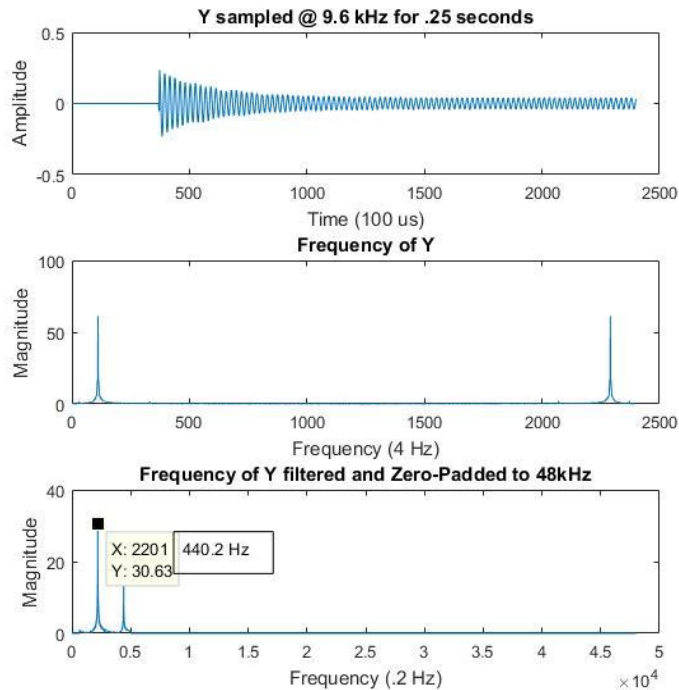 Y sampled @ 9.6 kHz for .25 seconds
0.5
0
-0.5
Amplitude
0 500 1000 1500 2000 2500
Time (100 us)
Frequency of Y
100
50
0
Magnitude
0 500 1000 1500 2000 2500
Frequency (4 Hz)
Frequency of Y filtered and Zero-Padded to 48kHz
40
20
0
Magnitude
X: 2201 440.2 Hz
Y: 30.63
0 0.5 1 1.5 2 2.5 3 3.5 4 4.5 5
Frequency (.2 Hz) ×10⁴